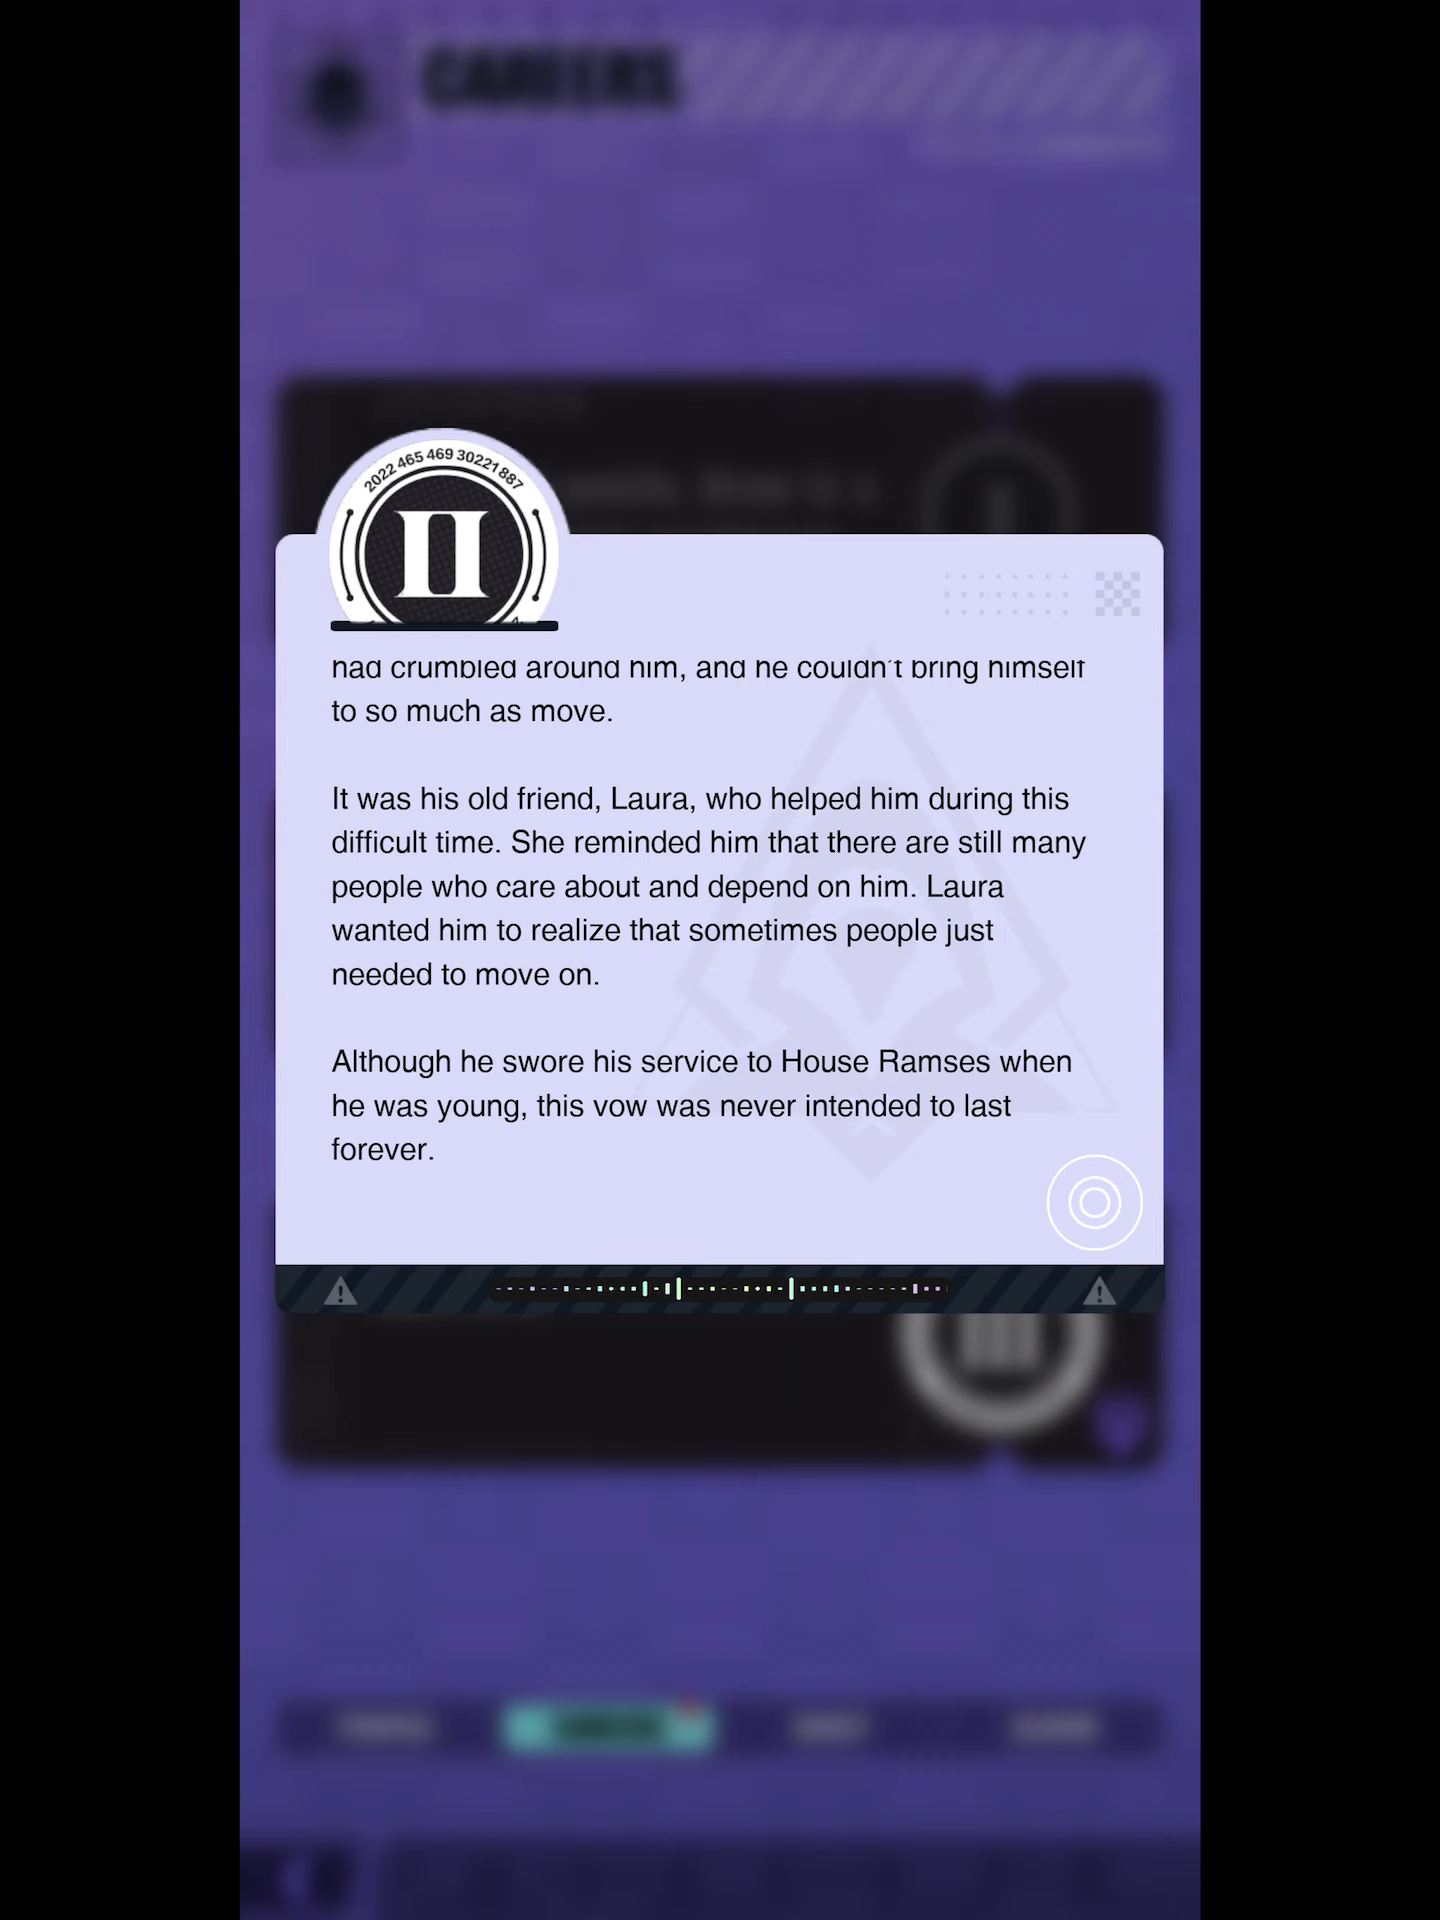 CAREERS
2022 465 469 30221887
II
had crumbled around him, and he couldn't bring himself
to so much as move.
It was his old friend, Laura, who helped him during this
difficult time. She reminded him that there are still many
people who care about and depend on him. Laura
wanted him to realize that sometimes people just
needed to move on.
Although he swore his service to House Ramses when
he was young, this vow was never intended to last
forever.